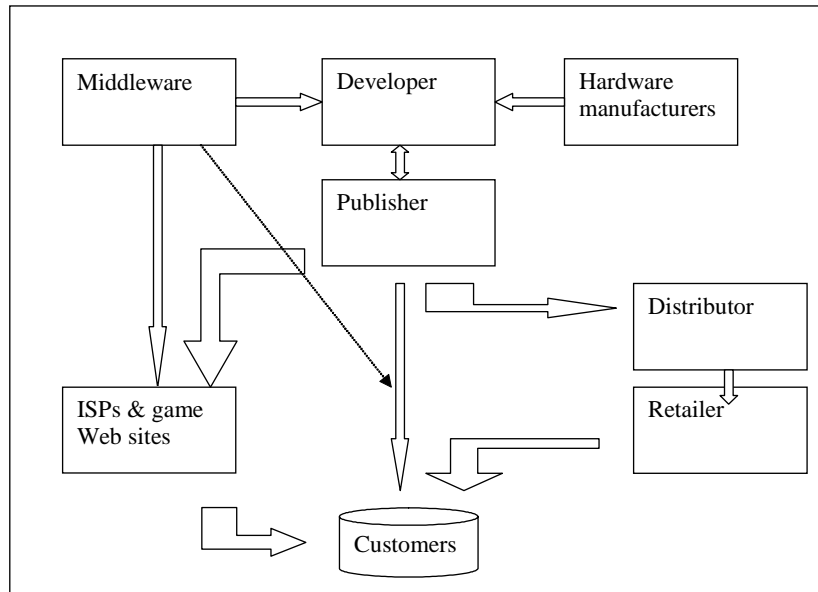 Middleware
Developer
Hardware
manufacturers
Publisher
Distributor
ISPs & game
Web sites
Retailer
Customers